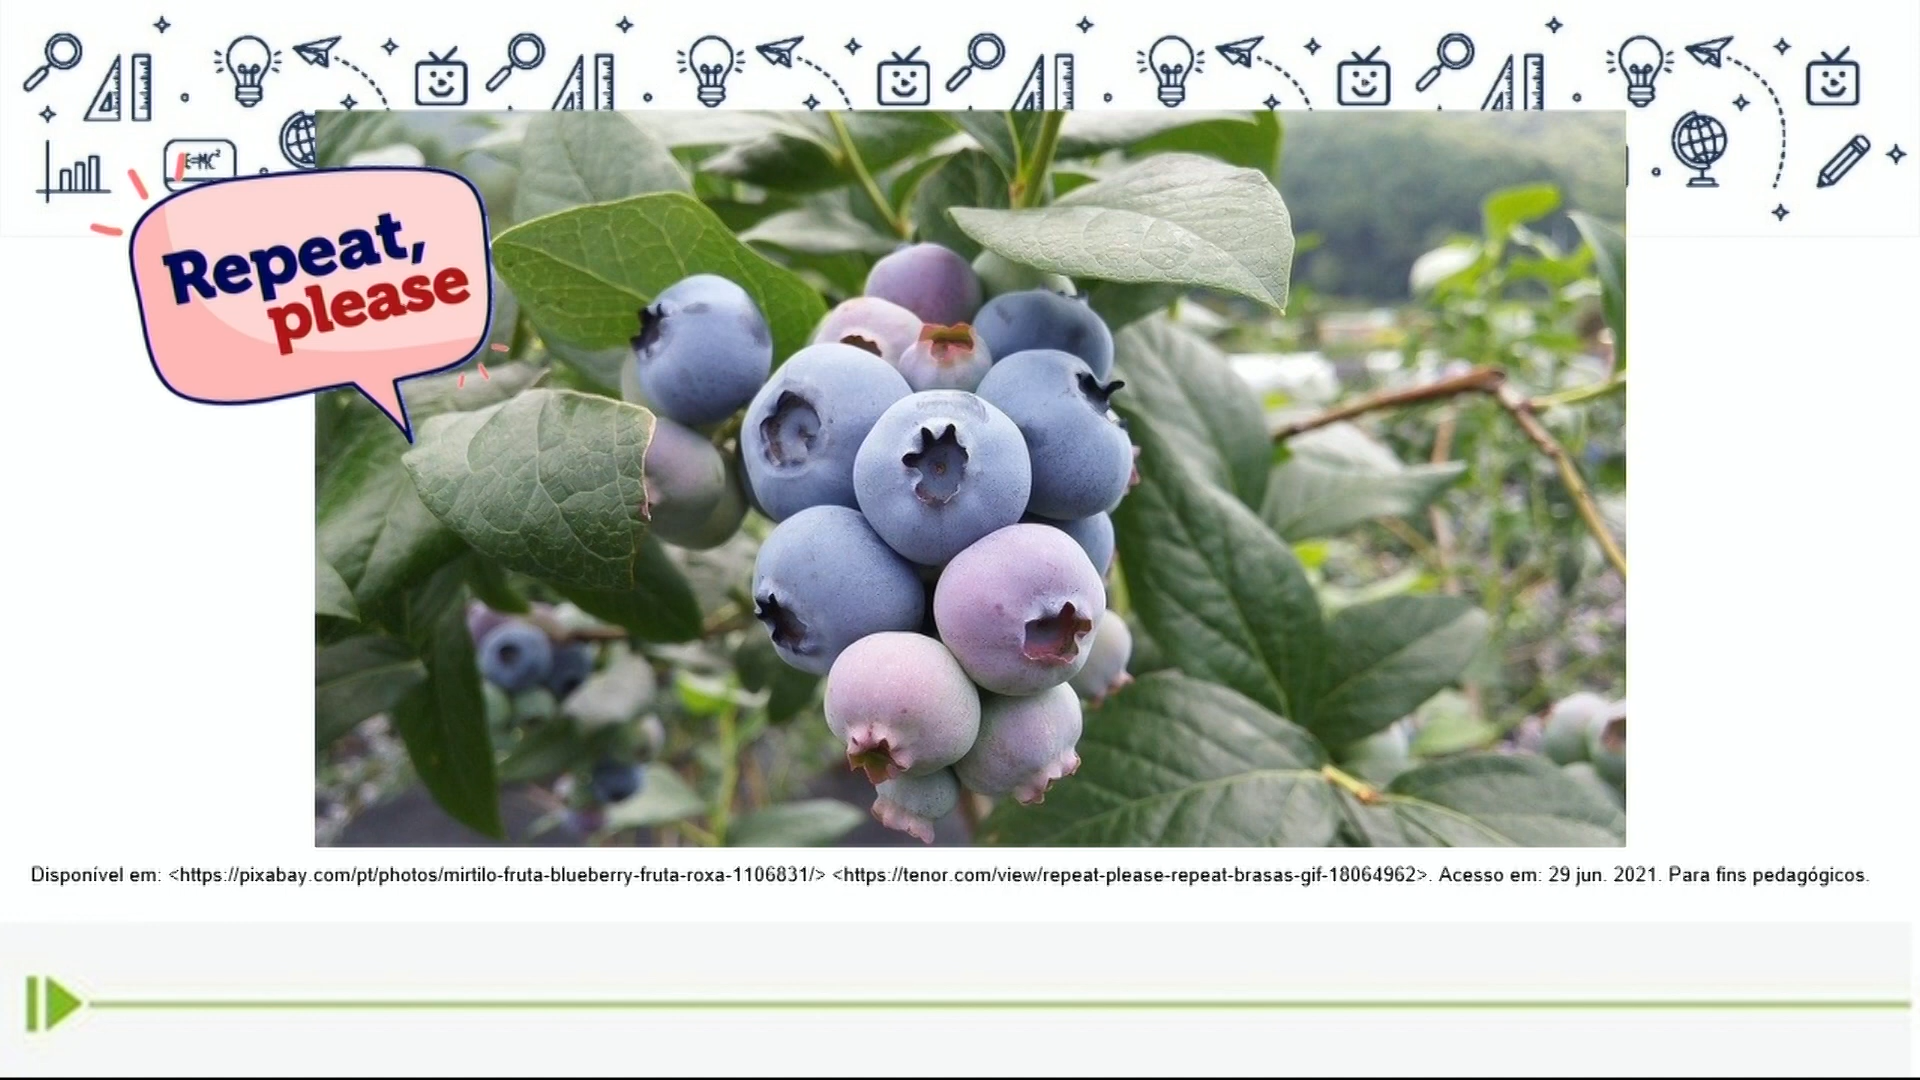 E=MC²
Repeat,
please
Disponível em: <https://pixabay.com/pt/photos/mirtilo-fruta-blueberry-fruta-roxa-1106831/> <https://tenor.com/view/repeat-please-repeat-brasas-gif-18064962>. Acesso em: 29 jun. 2021. Para fins pedagógicos.